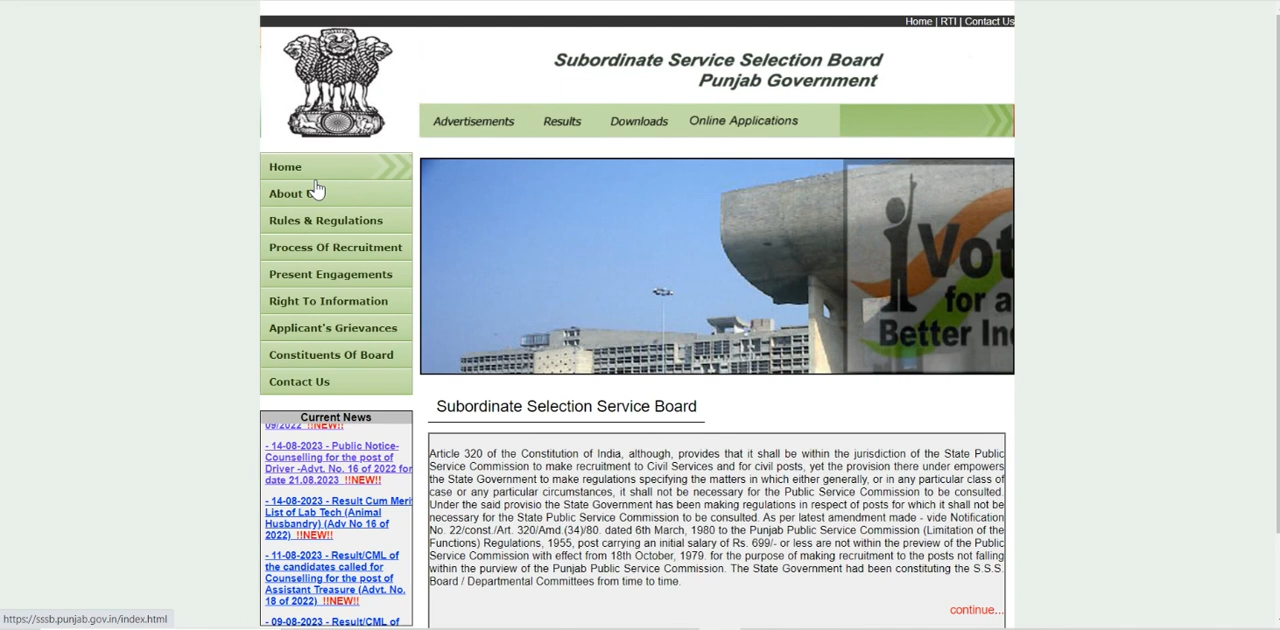 Home | RTI | Contact Us
Subordinate Service Selection Board
Punjab Government
Advertisements Results Downloads Online Applications
Home
About
Rules & Regulations
Process Of Recruitment
Present Engagements
Right To Information
Applicant's Grievances
Constituents Of Board
Contact Us
Vot
for a
Better In
Current News
09/2022 !!NEW!!
- 14-08-2023 - Public Notice-
Counselling for the post of
Driver -Advt. No. 16 of 2022 for
date 21.08.2023 !!NEW!!
- 14-08-2023 - Result Cum Merit
List of Lab Tech (Animal
Husbandry) (Adv No 16 of
2022) !!NEW!!
- 11-08-2023 - Result/CML of
the candidates called for
Counselling for the post of
Assistant Treasure (Advt. No.
18 of 2022) !!NEW!!
- 09-08-2023 - Result/CML of
Subordinate Selection Service Board
Article 320 of the Constitution of India, although, provides that it shall be within the jurisdiction of the State Public
Service Commission to make recruitment to Civil Services and for civil posts, yet the provision there under empowers
the State Government to make regulations specifying the matters in which either generally, or in any particular class of
case or any particular circumstances, it shall not be necessary for the Public Service Commission to be consulted.
Under the said provisio the State Government has been making regulations in respect of posts for which it shall not be
necessary for the State Public Service Commission to be consulted. As per latest amendment made - vide Notification
No. 22/const./Art. 320/Amd (34)/80. dated 6th March, 1980 to the Punjab Public Service Commission (Limitation of the
Functions) Regulations, 1955, post carrying an initial salary of Rs. 699/- or less are not within the preview of the Public
Service Commission with effect from 18th October, 1979. for the purpose of making recruitment to the posts not falling
within the purview of the Punjab Public Service Commission. The State Government had been constituting the S.S.S.
Board / Departmental Committees from time to time.
continue...
https://sssb.punjab.gov.in/index.html